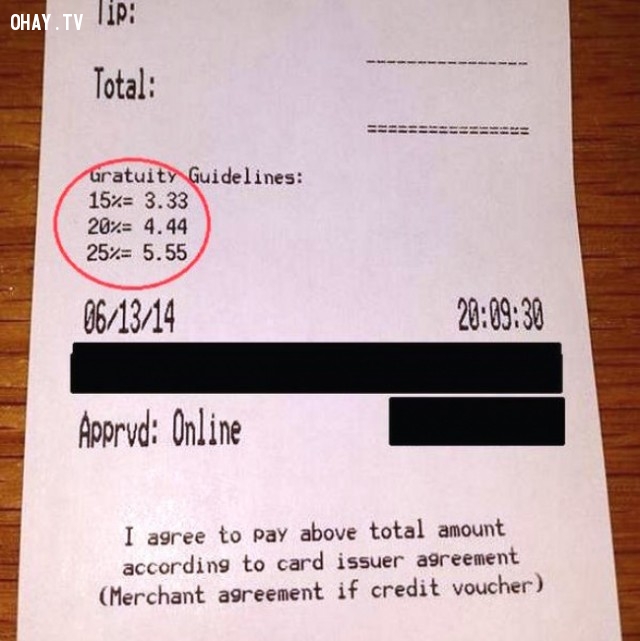 OHAY.TV
Tip:
Total:
Gratuity Guidelines:
15%= 3.33
20%= 4.44
25%= 5.55
06/13/14 20:09:30
Apprvd: Online
I agree to pay above total amount
according to card issuer agreement
(Merchant agreement if credit voucher)